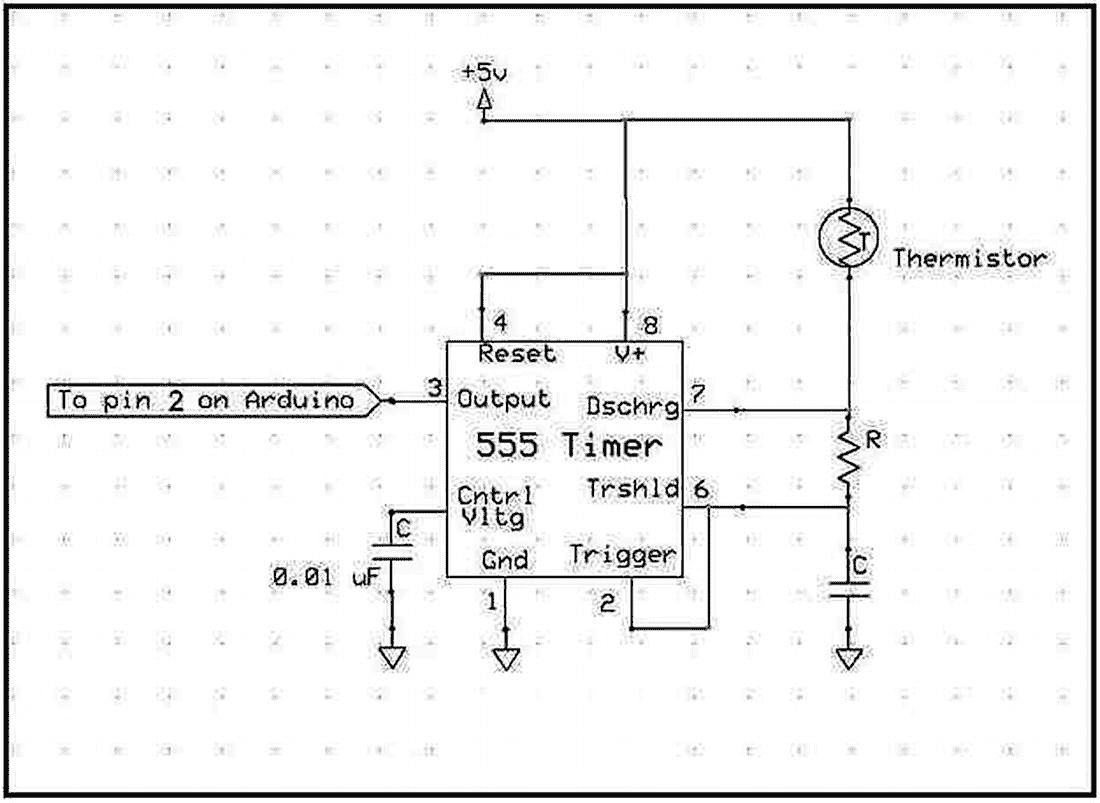 +5v
T
Thermistor
4
8
Reset
V+
3
7
To pin 2 on Arduino
Output
Dschrg
R
555 Timer
Trshld
6
Cntrl
Vltg
C
0.01 uF
Gnd
Trigger
C
1
2